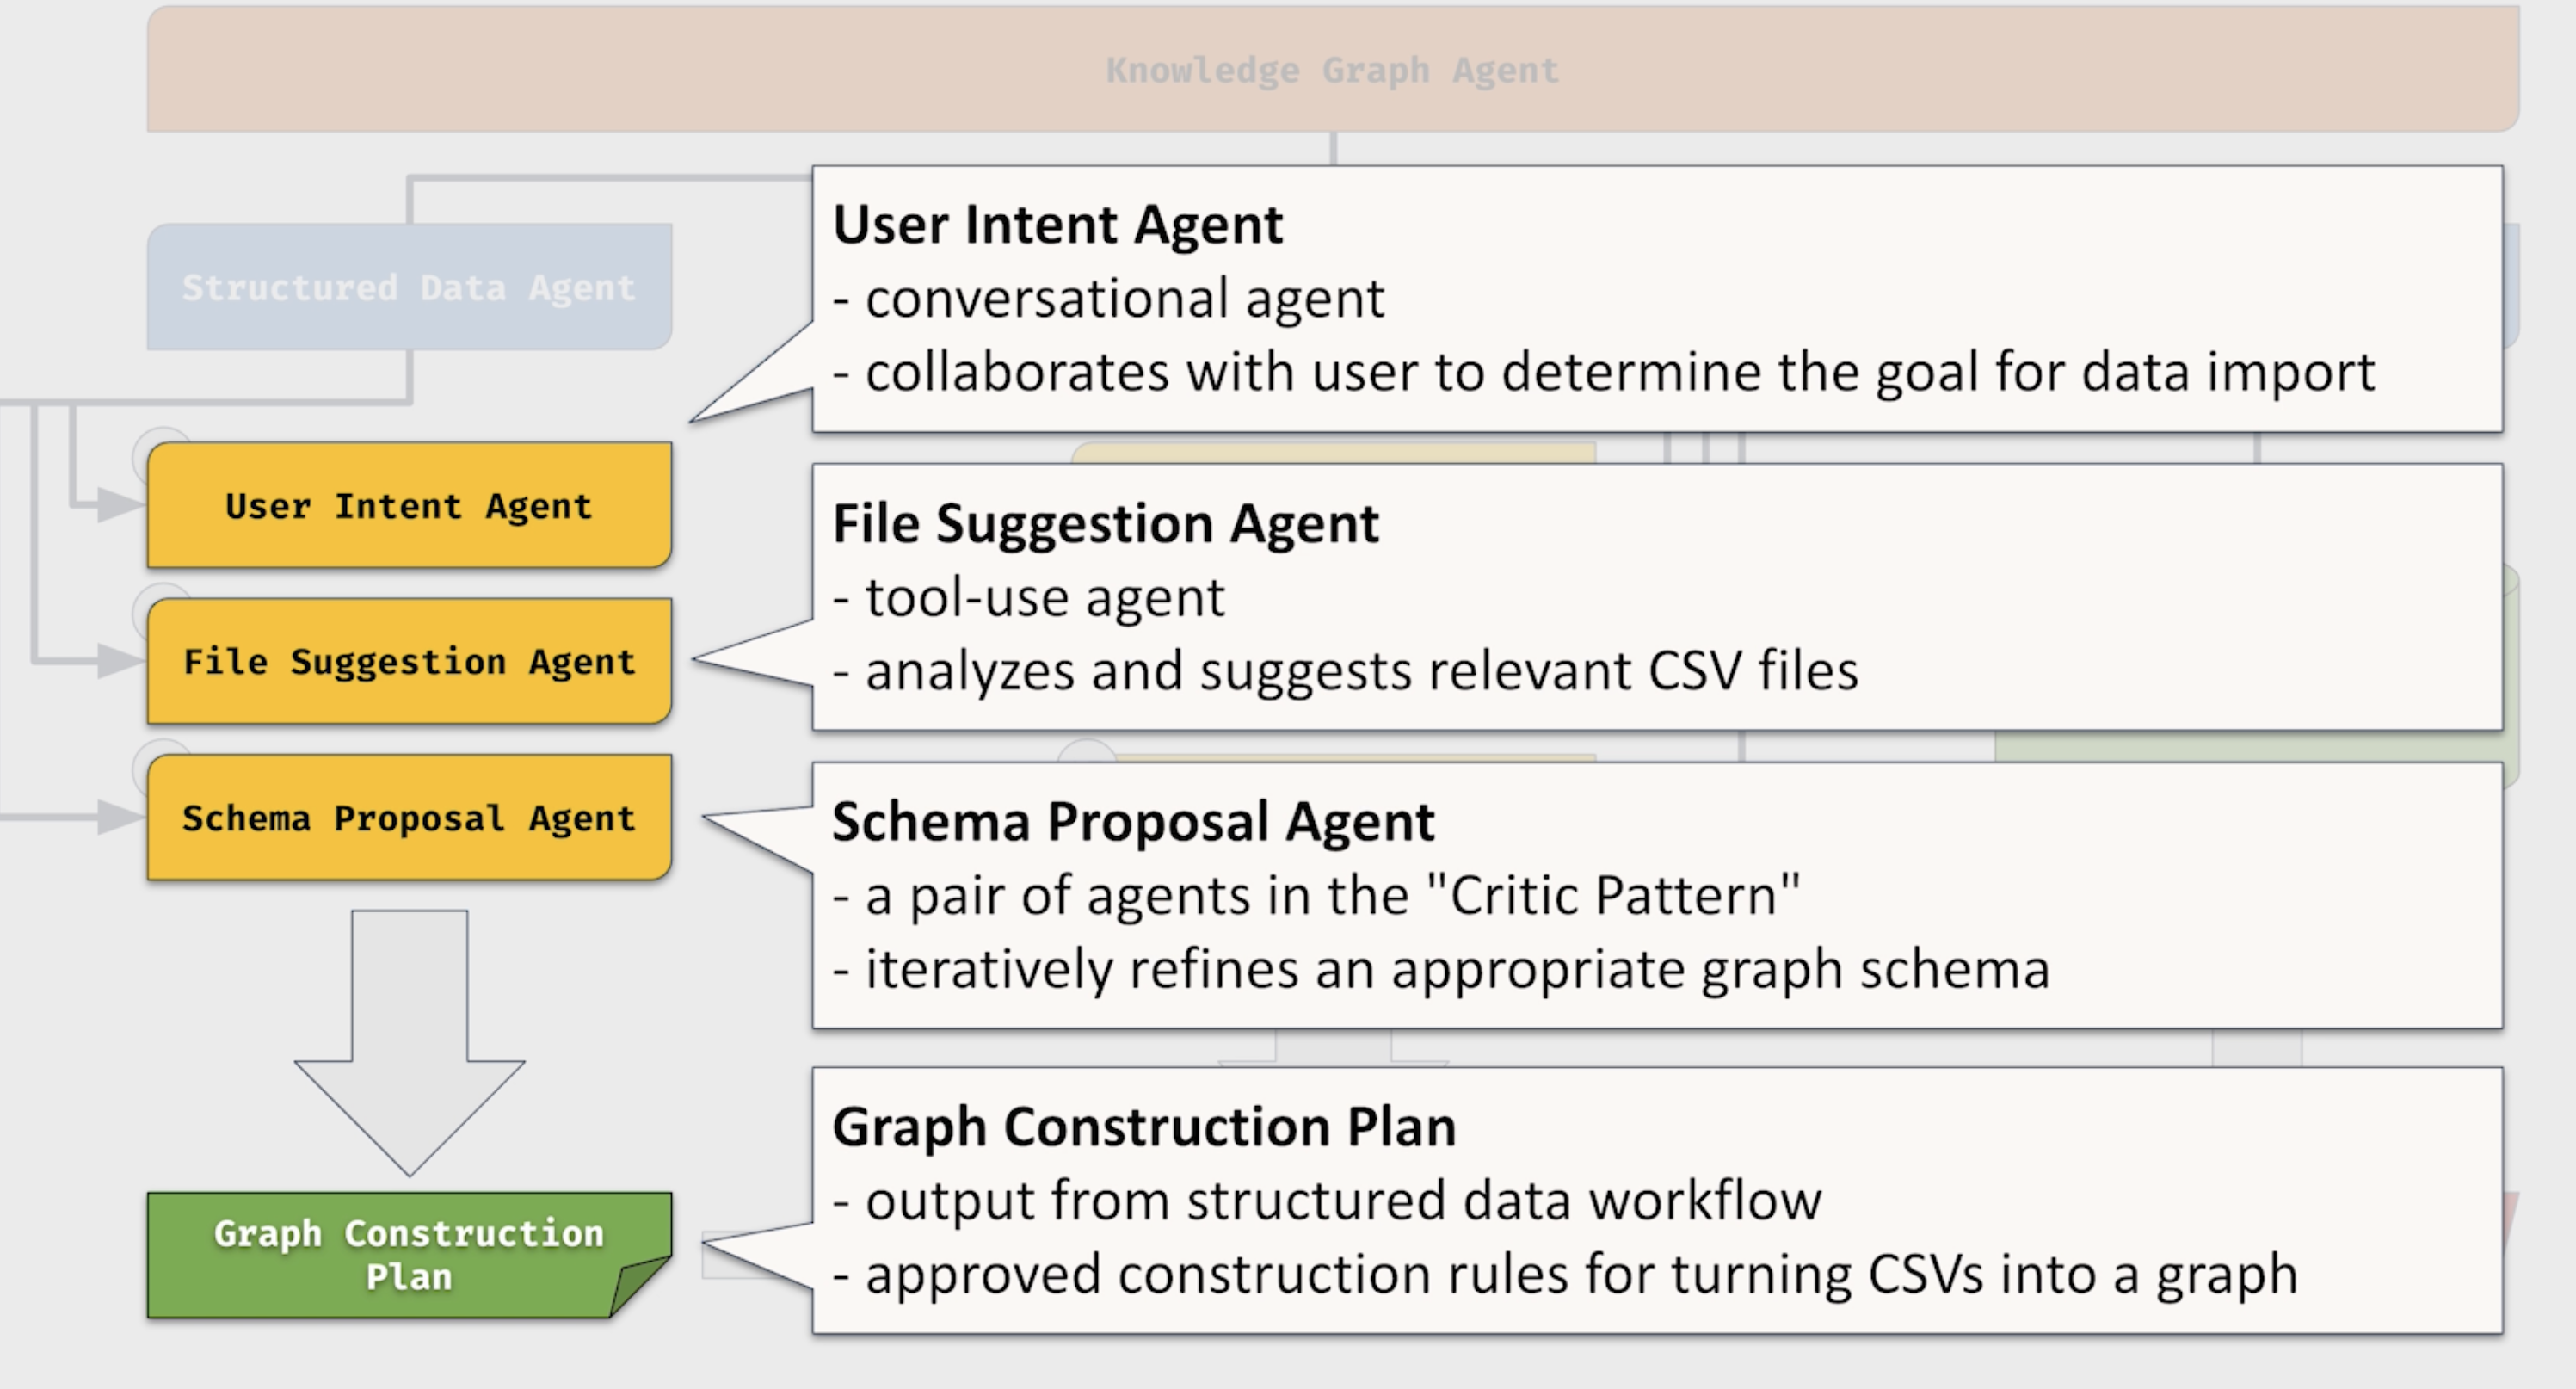 Knowledge Graph Agent
Structured Data Agent
User Intent Agent
- conversational agent
- collaborates with user to determine the goal for data import
User Intent Agent
File Suggestion Agent
- tool-use agent
- analyzes and suggests relevant CSV files
File Suggestion Agent
Schema Proposal Agent
- a pair of agents in the "Critic Pattern"
- iteratively refines an appropriate graph schema
Schema Proposal Agent
Graph Construction Plan
- output from structured data workflow
- approved construction rules for turning CSVs into a graph
Graph Construction
Plan